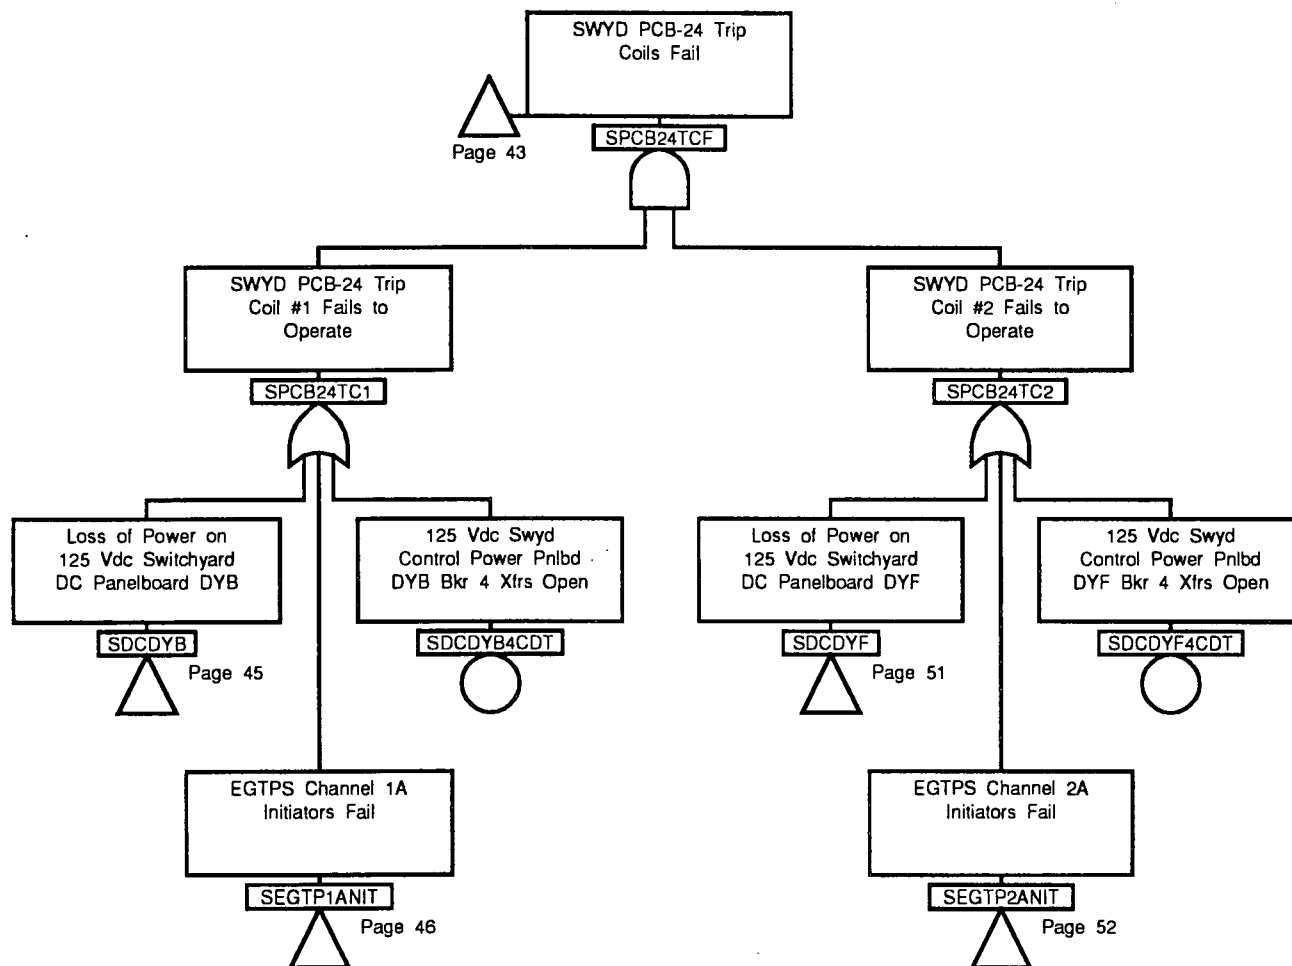 SWYD PCB-24 Trip
Coils Fail
Page 43
SPCB24TCF
SWYD PCB-24 Trip
Coil #1 Fails to
Operate
SPCB24TC1
SWYD PCB-24 Trip
Coil #2 Fails to
Operate
SPCB24TC2
Loss of Power on
125 Vdc Switchyard
DC Panelboard DYB
SDCDYB
Page 45
125 Vdc Swyd
Control Power Pnlbd
DYB Bkr 4 Xfrs Open
SDCDYB4CDT
Loss of Power on
125 Vdc Switchyard
DC Panelboard DYF
SDCDYF
Page 51
125 Vdc Swyd
Control Power Pnlbd
DYF Bkr 4 Xfrs Open
SDCDYF4CDT
EGTPS Channel 1A
Initiators Fail
SEGTP1ANIT
Page 46
EGTPS Channel 2A
Initiators Fail
SEGTP2ANIT
Page 52